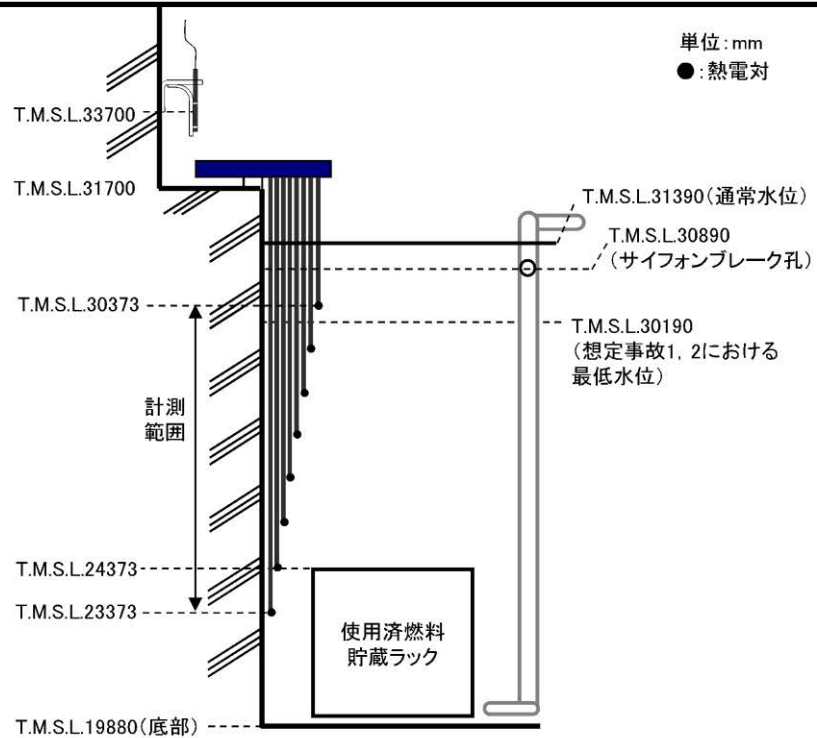 単位:mm
●:熱電対
T.M.S.L.33700
T.M.S.L.31700
T.M.S.L.31390(通常水位)
T.M.S.L.30890
(サイフォンブレーク孔)
T.M.S.L.30373
T.M.S.L.30190
(想定事故1, 2における
最低水位)
計測
範囲
T.M.S.L.24373
T.M.S.L.23373
使用済燃料
貯蔵ラック
T.M.S.L.19880(底部)